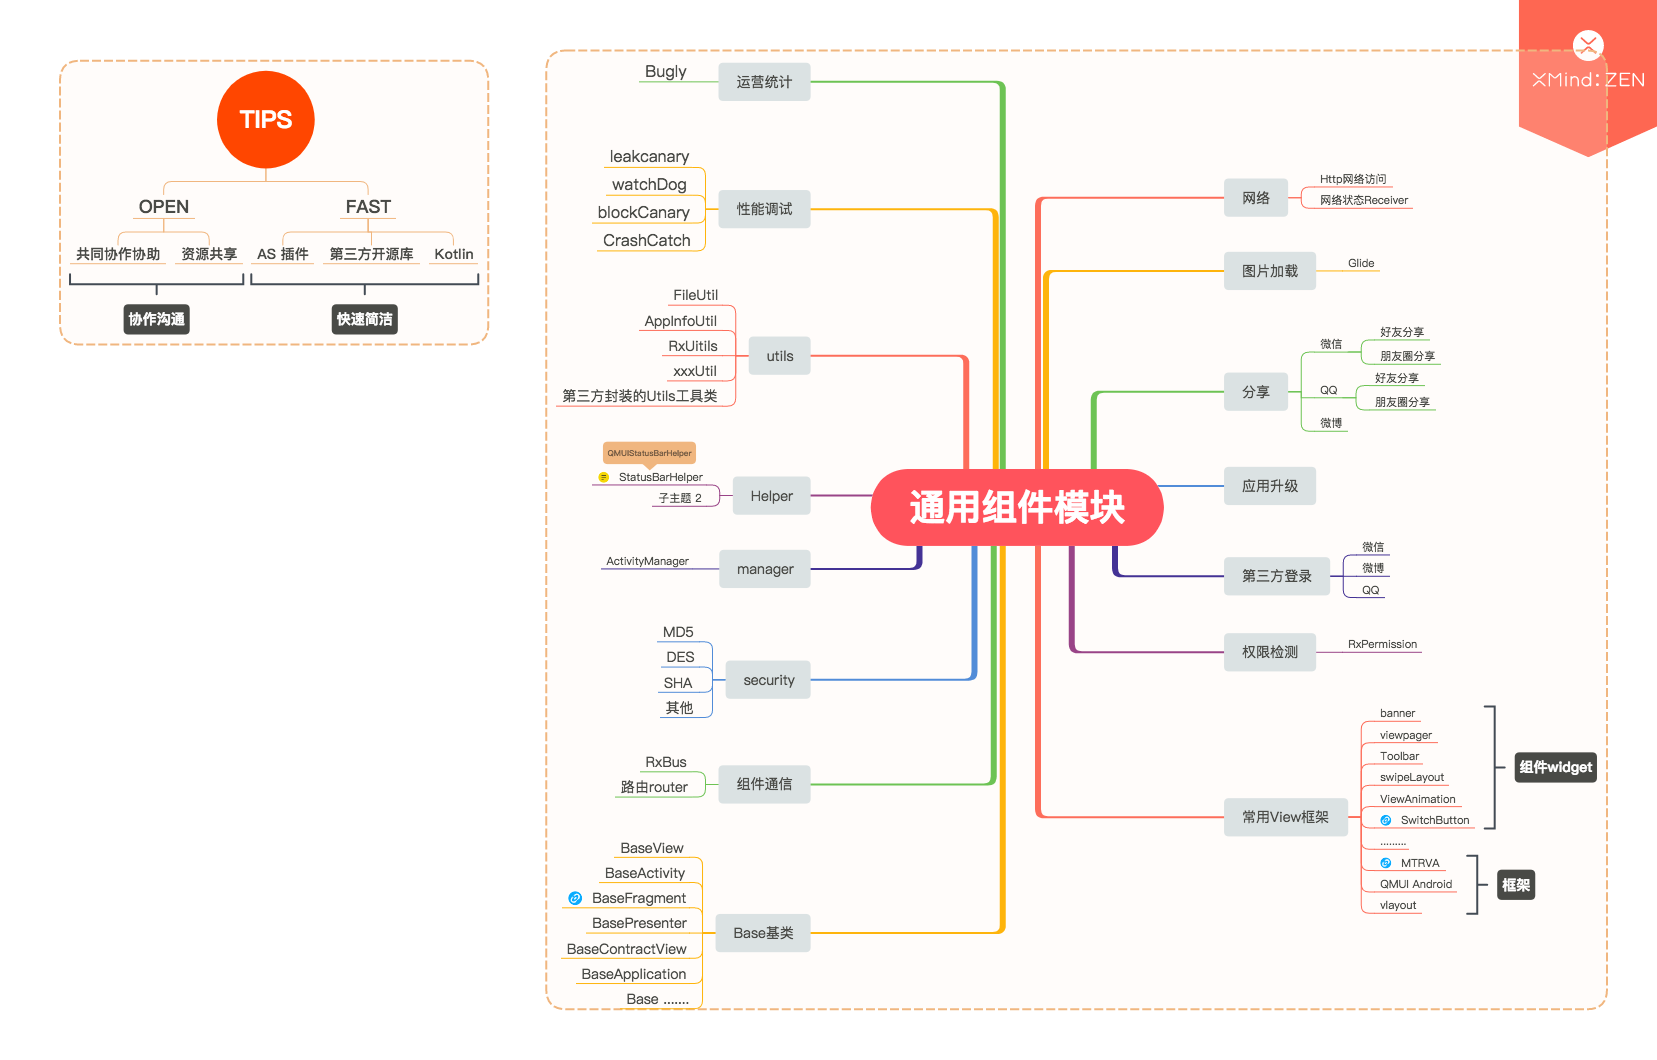 TIPS
OPEN
FAST
共同协作协助
资源共享
AS 插件
第三方开源库
Kotlin
协作沟通
快速简洁
XMind: ZEN
通用组件模块
运营统计
Bugly
性能调试
leakcanary
watchDog
blockCanary
CrashCatch
utils
FileUtil
AppInfoUtil
RxUitils
xxxUtil
第三方封装的Utils工具类
Helper
QMUIStatusBarHelper
StatusBarHelper
子主题 2
manager
ActivityManager
security
MD5
DES
SHA
其他
组件通信
RxBus
路由router
Base基类
BaseView
BaseActivity
BaseFragment
BasePresenter
BaseContractView
BaseApplication
Base .......
网络
Http网络访问
网络状态Receiver
图片加载
Glide
分享
微信
好友分享
朋友圈分享
QQ
好友分享
朋友圈分享
微博
应用升级
第三方登录
微信
微博
QQ
权限检测
RxPermission
常用View框架
banner
viewpager
Toolbar
swipeLayout
ViewAnimation
SwitchButton
.........
MTRVA
QMUI Android
vlayout
组件widget
框架